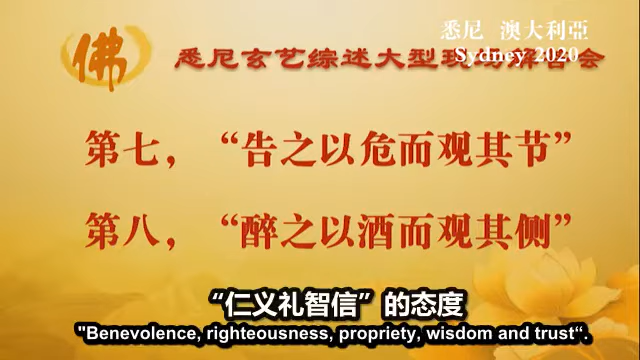 悉尼 澳大利亞
Sydney 2020
佛
悉尼玄艺综述大型现场解答会
第七，“告之以危而观其节”
第八，“醉之以酒而观其侧”
“仁义礼智信”的态度
"Benevolence, righteousness, propriety, wisdom and trust“.